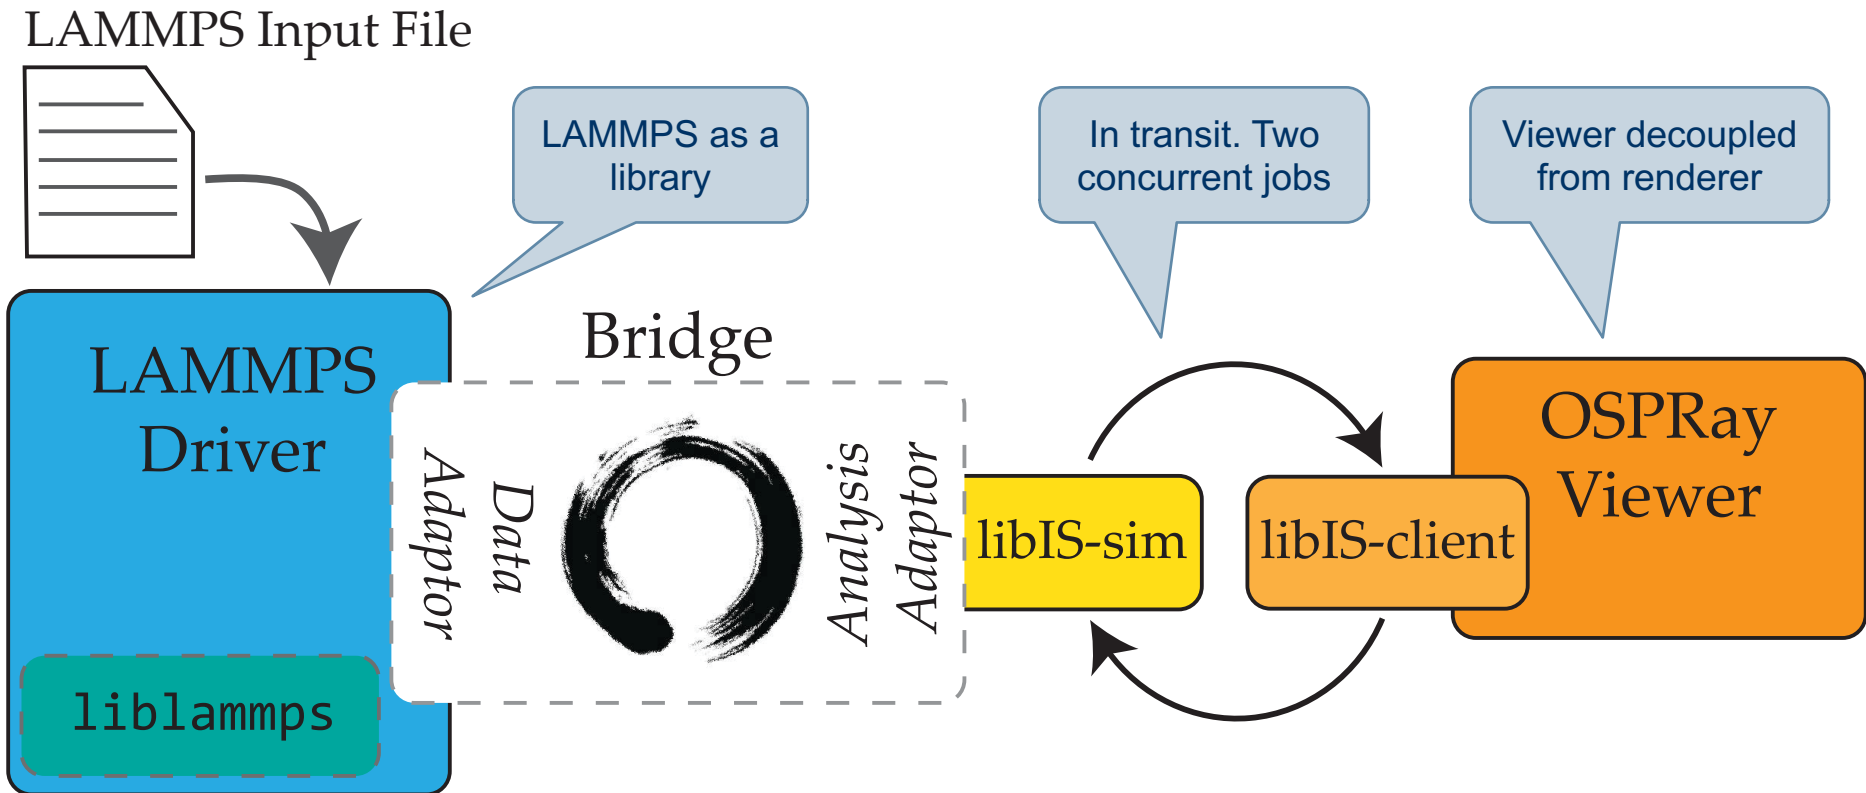 LAMMPS Input File
LAMMPS as a
library
In transit. Two
concurrent jobs
Viewer decoupled
from renderer
LAMMPS
Driver
liblammps
Bridge
Data
Adaptor
Analysis
Adaptor
libIS-sim
libIS-client
OSPRay
Viewer